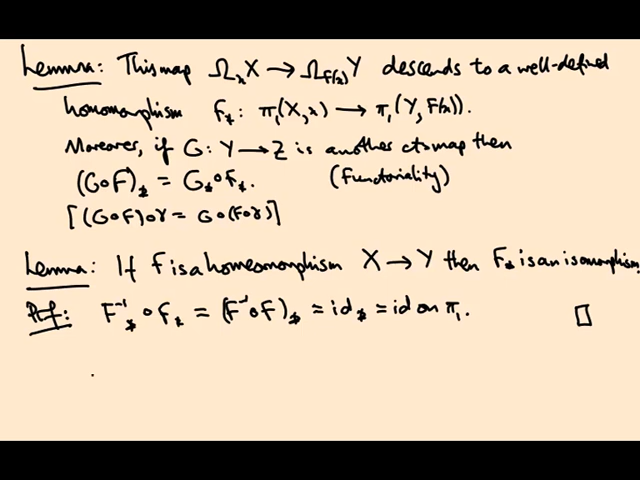 Lemma: This map Ω_x X → Ω_F(x) Y descends to a well-defined
homomorphism F_*: π_1(X,x) → π_1(Y, F(x)).
Moreover, if G: Y → Z is another cts map then
(G∘F)_* = G_*∘F_*. (Functoriality)
[(G∘F)∘γ = G∘(F∘γ)]
Lemma: If F is a homeomorphism X → Y then F_* is an isomorphism.
Pf: F^-1_* ∘ F_* = (F^-1∘F)_* = id_* = id on π_1. □